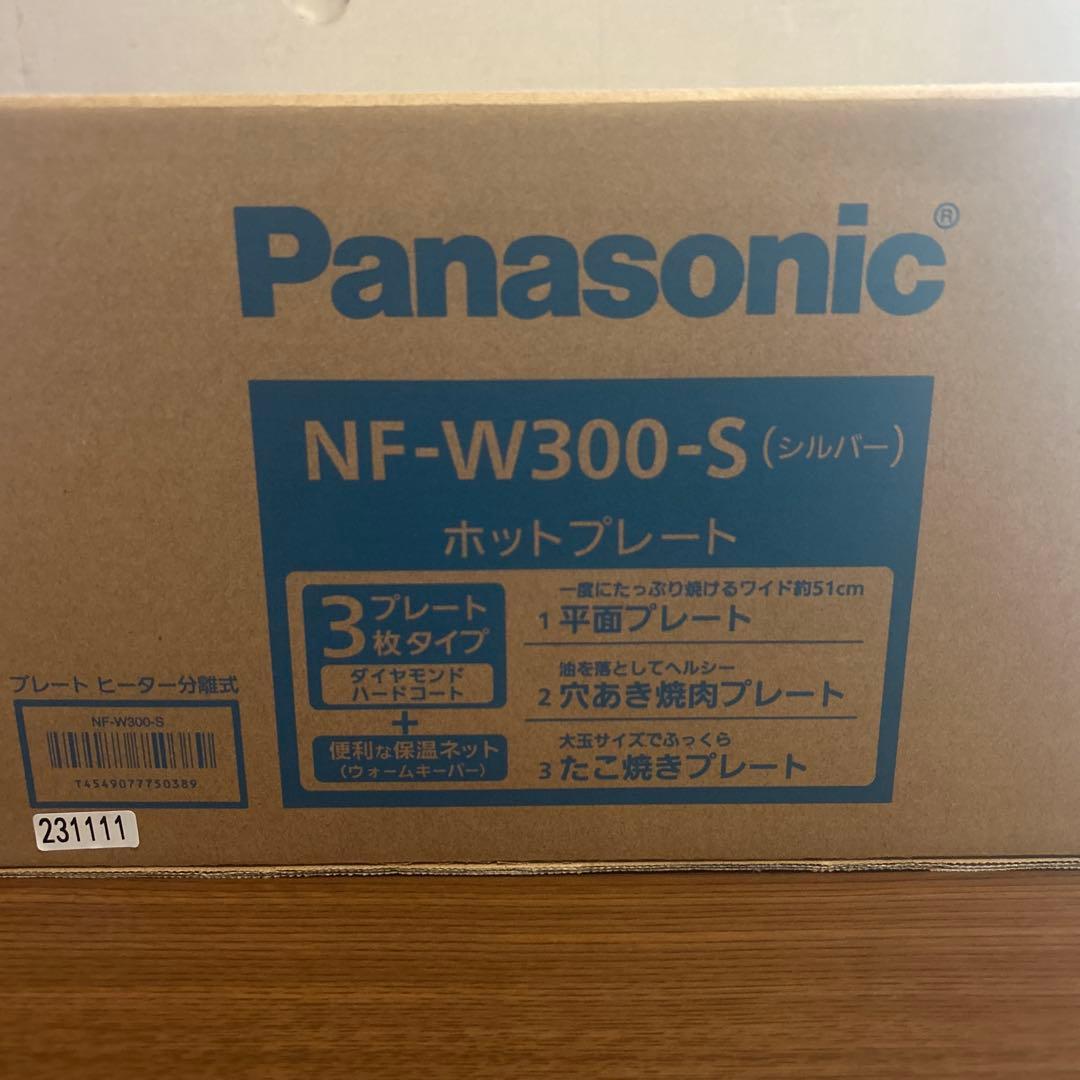 Panasonic®
NF-W300-S (シルバー)
ホットプレート
3 プレート
枚タイプ
ダイヤモンド
ハードコート
+
便利な保温ネット
(ウォームキーパー)
一度にたっぷり焼けるワイド約51cm
1 平面プレート
油を落としてヘルシー
2 穴あき焼肉プレート
大玉サイズでふっくら
3 たこ焼きプレート
プレート ヒーター分離式
NF-W300-S
T4549077750389
231111